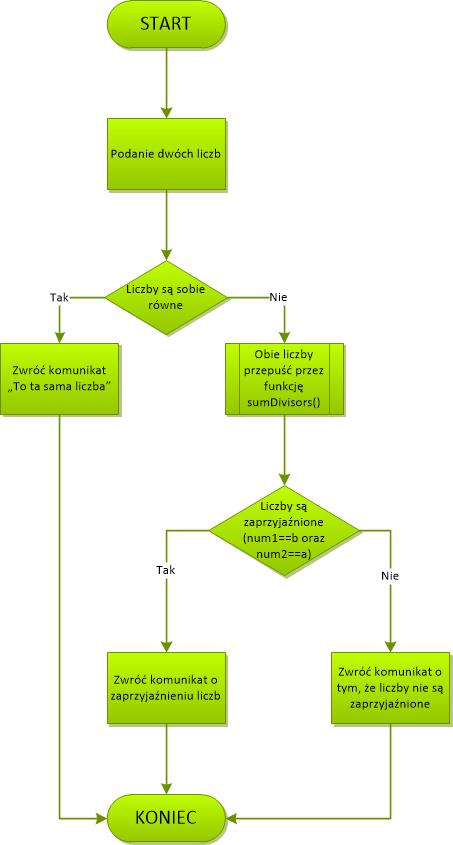 START
Podanie dwóch liczb
Liczby są sobie
równe
Tak
Nie
Zwróć komunikat
„To ta sama liczba”
Obie liczby
przepuść przez
funkcję
sumDivisors()
Liczby są
zaprzyjaźnione
(num1==b oraz
num2==a)
Tak
Nie
Zwróć komunikat o
zaprzyjaźnieniu liczb
Zwróć komunikat o
tym, że liczby nie są
zaprzyjaźnione
KONIEC